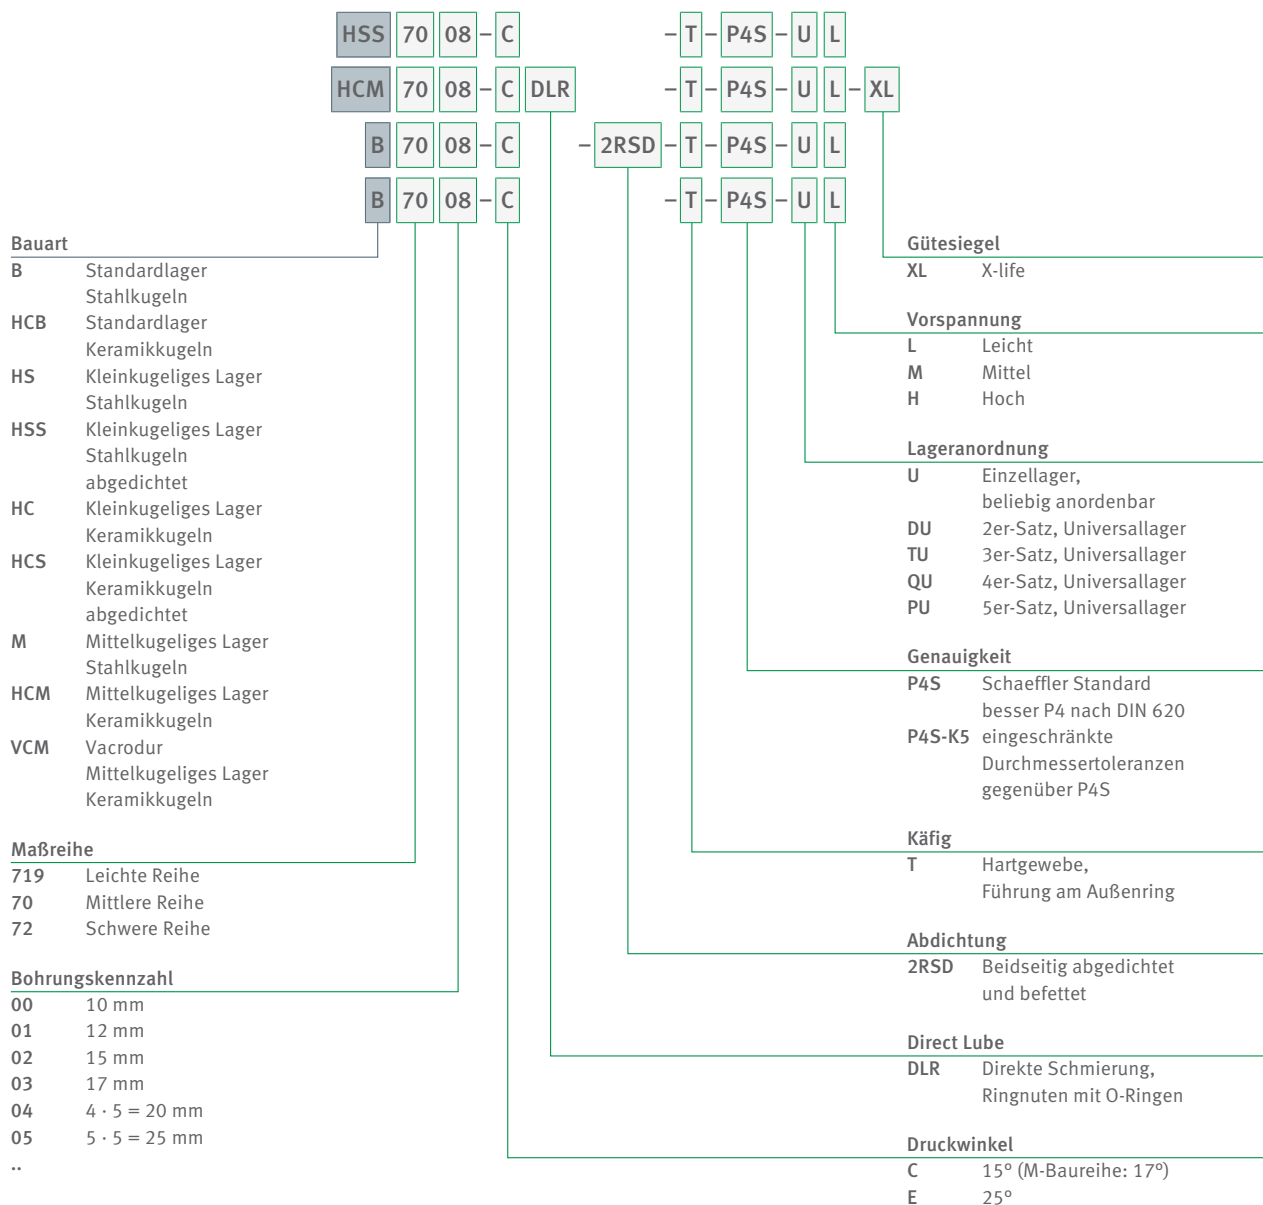 HSS 70 08 – C – T – P4S – U L
HCM 70 08 – C DLR – T – P4S – U L – XL
B 70 08 – C – 2RSD – T – P4S – U L
B 70 08 – C – T – P4S – U L
Bauart
B Standardlager
Stahlkugeln
HCB Standardlager
Keramikkugeln
HS Kleinkugeliges Lager
Stahlkugeln
HSS Kleinkugeliges Lager
Stahlkugeln
abgedichtet
HC Kleinkugeliges Lager
Keramikkugeln
HCS Kleinkugeliges Lager
Keramikkugeln
abgedichtet
M Mittelkugeliges Lager
Stahlkugeln
HCM Mittelkugeliges Lager
Keramikkugeln
VCM Vacrodur
Mittelkugeliges Lager
Keramikkugeln
Maßreihe
719 Leichte Reihe
70 Mittlere Reihe
72 Schwere Reihe
Bohrungskennzahl
00 10 mm
01 12 mm
02 15 mm
03 17 mm
04 4 · 5 = 20 mm
05 5 · 5 = 25 mm
..
Gütesiegel
XL X-life
Vorspannung
L Leicht
M Mittel
H Hoch
Lageranordnung
U Einzellager,
beliebig anordenbar
DU 2er-Satz, Universallager
TU 3er-Satz, Universallager
QU 4er-Satz, Universallager
PU 5er-Satz, Universallager
Genauigkeit
P4S Schaeffler Standard
besser P4 nach DIN 620
P4S-K5 eingeschränkte
Durchmessertoleranzen
gegenüber P4S
Käfig
T Hartgewebe,
Führung am Außenring
Abdichtung
2RSD Beidseitig abgedichtet
und befettet
Direct Lube
DLR Direkte Schmierung,
Ringnuten mit O-Ringen
Druckwinkel
C 15° (M-Baureihe: 17°)
E 25°